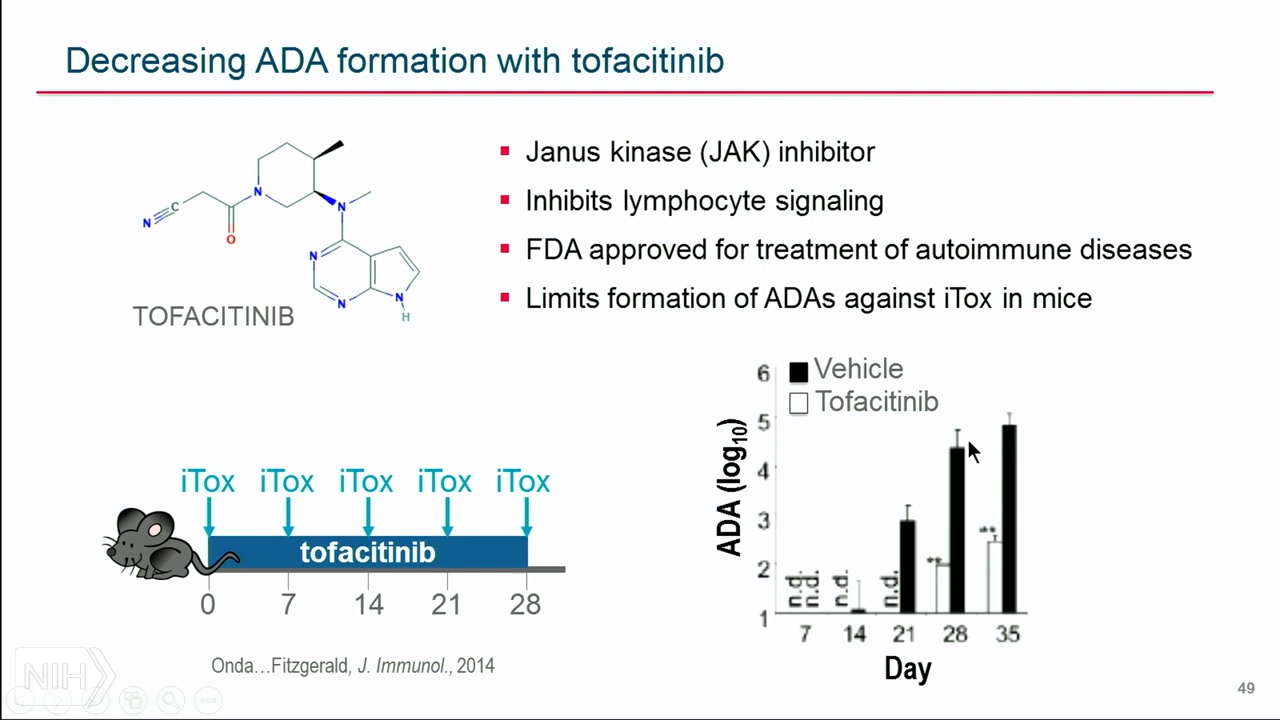 Decreasing ADA formation with tofacitinib
Janus kinase (JAK) inhibitor
Inhibits lymphocyte signaling
FDA approved for treatment of autoimmune diseases
Limits formation of ADAs against iTox in mice
N
C
O
N
N
N
N
N
H
TOFACITINIB
iTox iTox iTox iTox iTox
tofacitinib
0 7 14 21 28
Onda...Fitzgerald, J. Immunol., 2014
Vehicle
Tofacitinib
ADA (log10)
6
5
4
3
2
1
n.d.
n.d.
n.d.
n.d.
**
**
7 14 21 28 35
Day
NIH
49